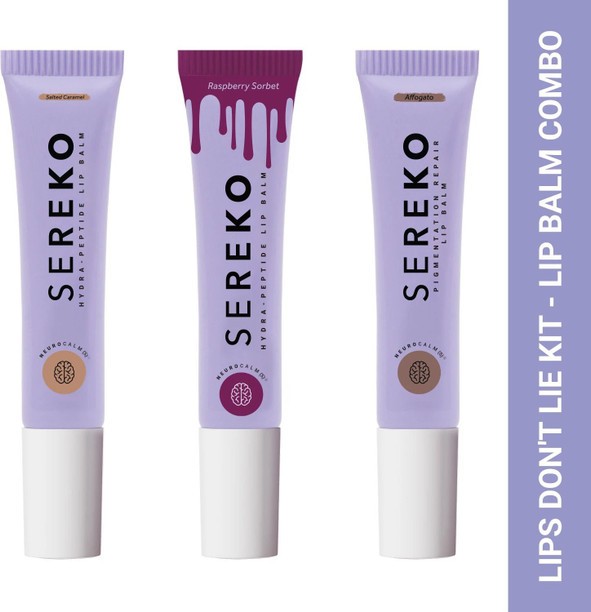 Salted Caramel
SEREKO
HYDRA-PEPTIDE LIP BALM
NEUROCALM
Raspberry Sorbet
SEREKO
HYDRA-PEPTIDE LIP BALM
NEUROCALM
Affogato
SEREKO
PIGMENTATION REPAIR
LIP BALM
NEUROCALM
LIPS DON'T LIE KIT - LIP BALM COMBO